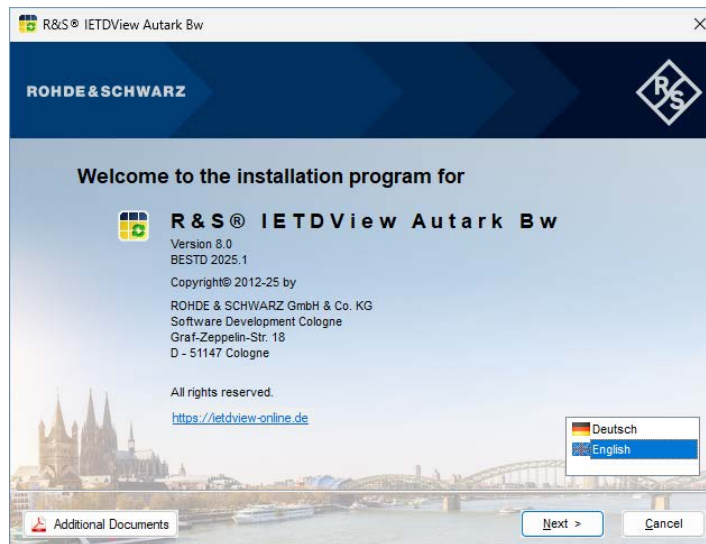 R&S® IETDView Autark Bw
ROHDE&SCHWARZ
R&S
Welcome to the installation program for
R&S® IETDView Autark Bw
Version 8.0
BESTD 2025.1
Copyright© 2012-25 by
ROHDE & SCHWARZ GmbH & Co. KG
Software Development Cologne
Graf-Zeppelin-Str. 18
D - 51147 Cologne
All rights reserved.
https://ietdview-online.de
Deutsch
English
Additional Documents
Next >
Cancel